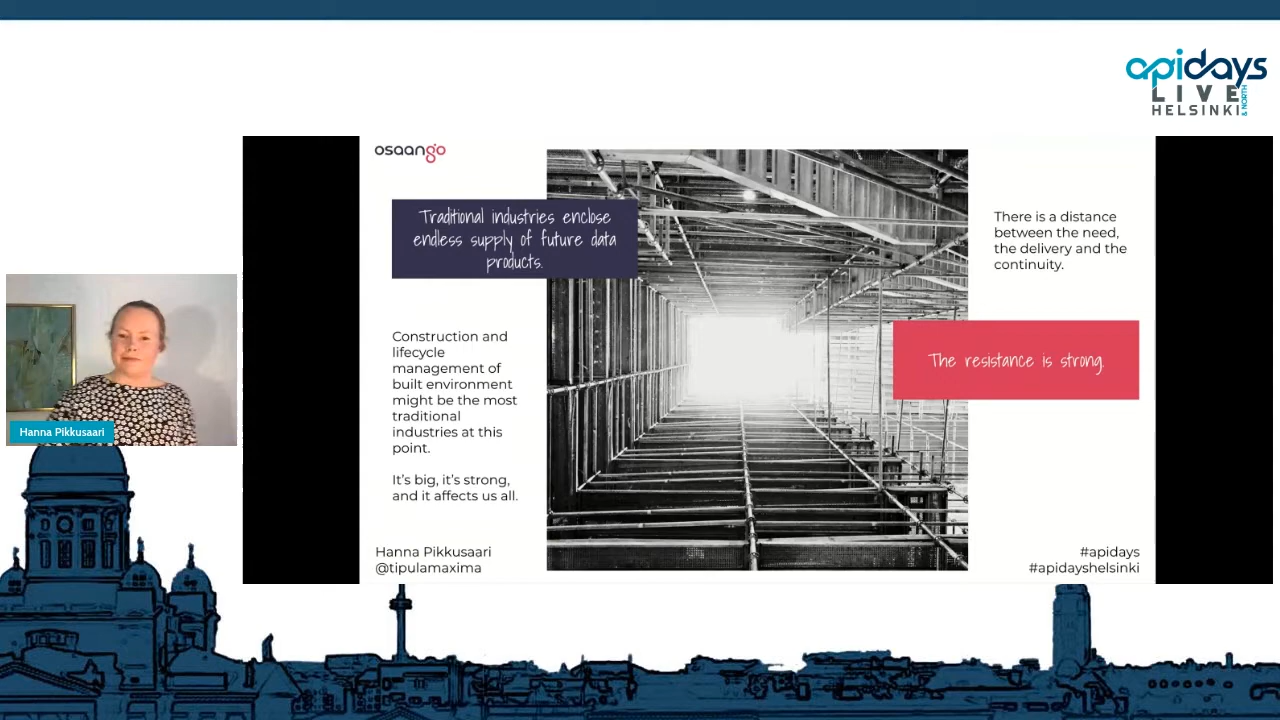 apidays
LIVE
HELSINKI
& NORTH
osaango
Traditional industries enclose
endless supply of future data
products.
There is a distance
between the need,
the delivery and the
continuity.
The resistance is strong.
Construction and
lifecycle
management of
built environment
might be the most
traditional
industries at this
point.
It's big, it's strong,
and it affects us all.
Hanna Pikkusaari
Hanna Pikkusaari
@tipulamaxima
#apidays
#apidayshelsinki